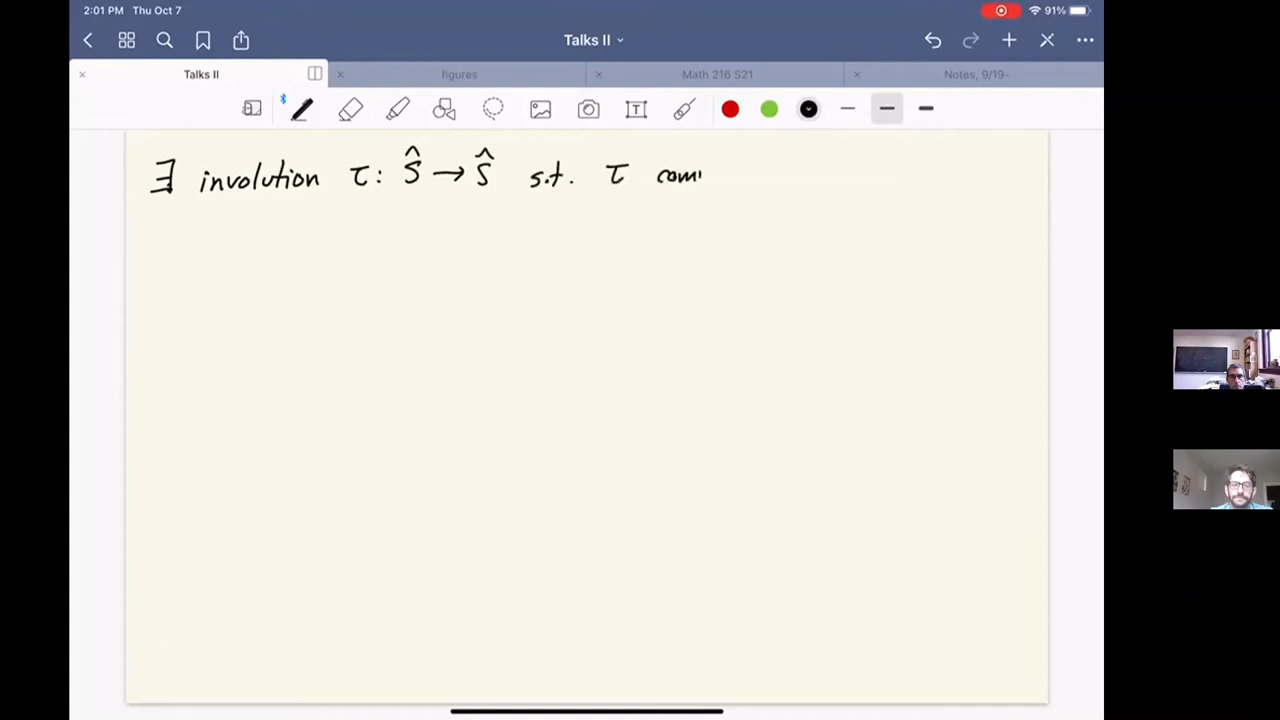 2:01 PM Thu Oct 7
91%
Talks II
Talks II
figures
Math 216 S21
Notes, 9/19-
∃ involution τ: Ŝ → Ŝ s.t. τ com